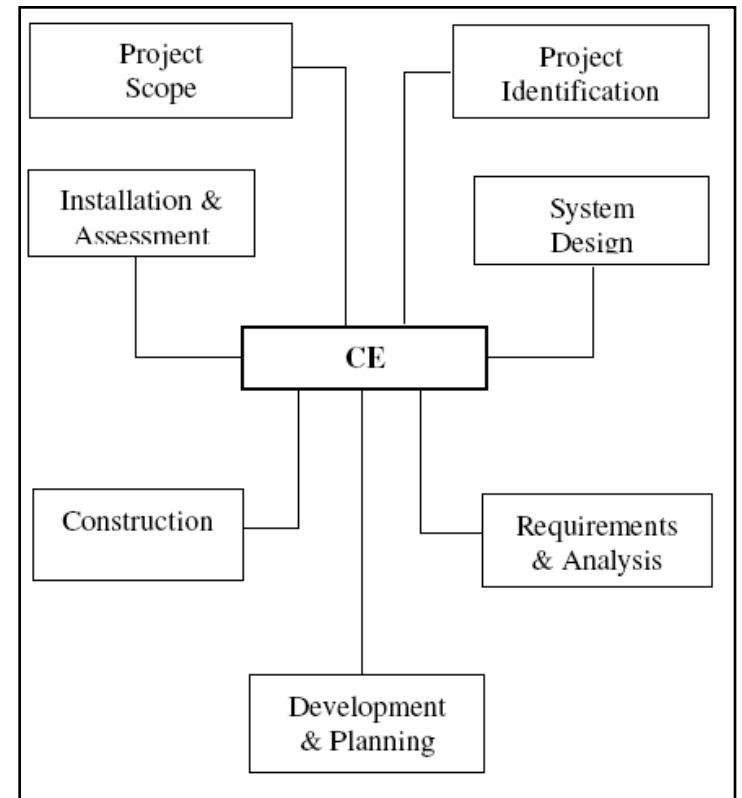 Project
Scope
Project
Identification
Installation &
Assessment
System
Design
CE
Construction
Requirements
& Analysis
Development
& Planning